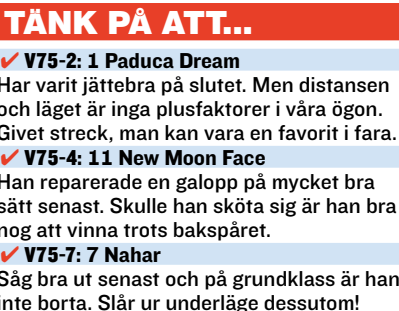 TÄNK PÅ ATT...
✔ V75-2: 1 Paduca Dream
Har varit jättebra på slutet. Men distansen
och läget är inga plusfaktorer i våra ögon.
Givet streck, man kan vara en favorit i fara.
✔ V75-4: 11 New Moon Face
Han reparerade en galopp på mycket bra
sätt senast. Skulle han sköta sig är han bra
nog att vinna trots bakspåret.
✔ V75-7: 7 Nahar
Såg bra ut senast och på grundklass är han
inte borta. Slår ur underläge dessutom!